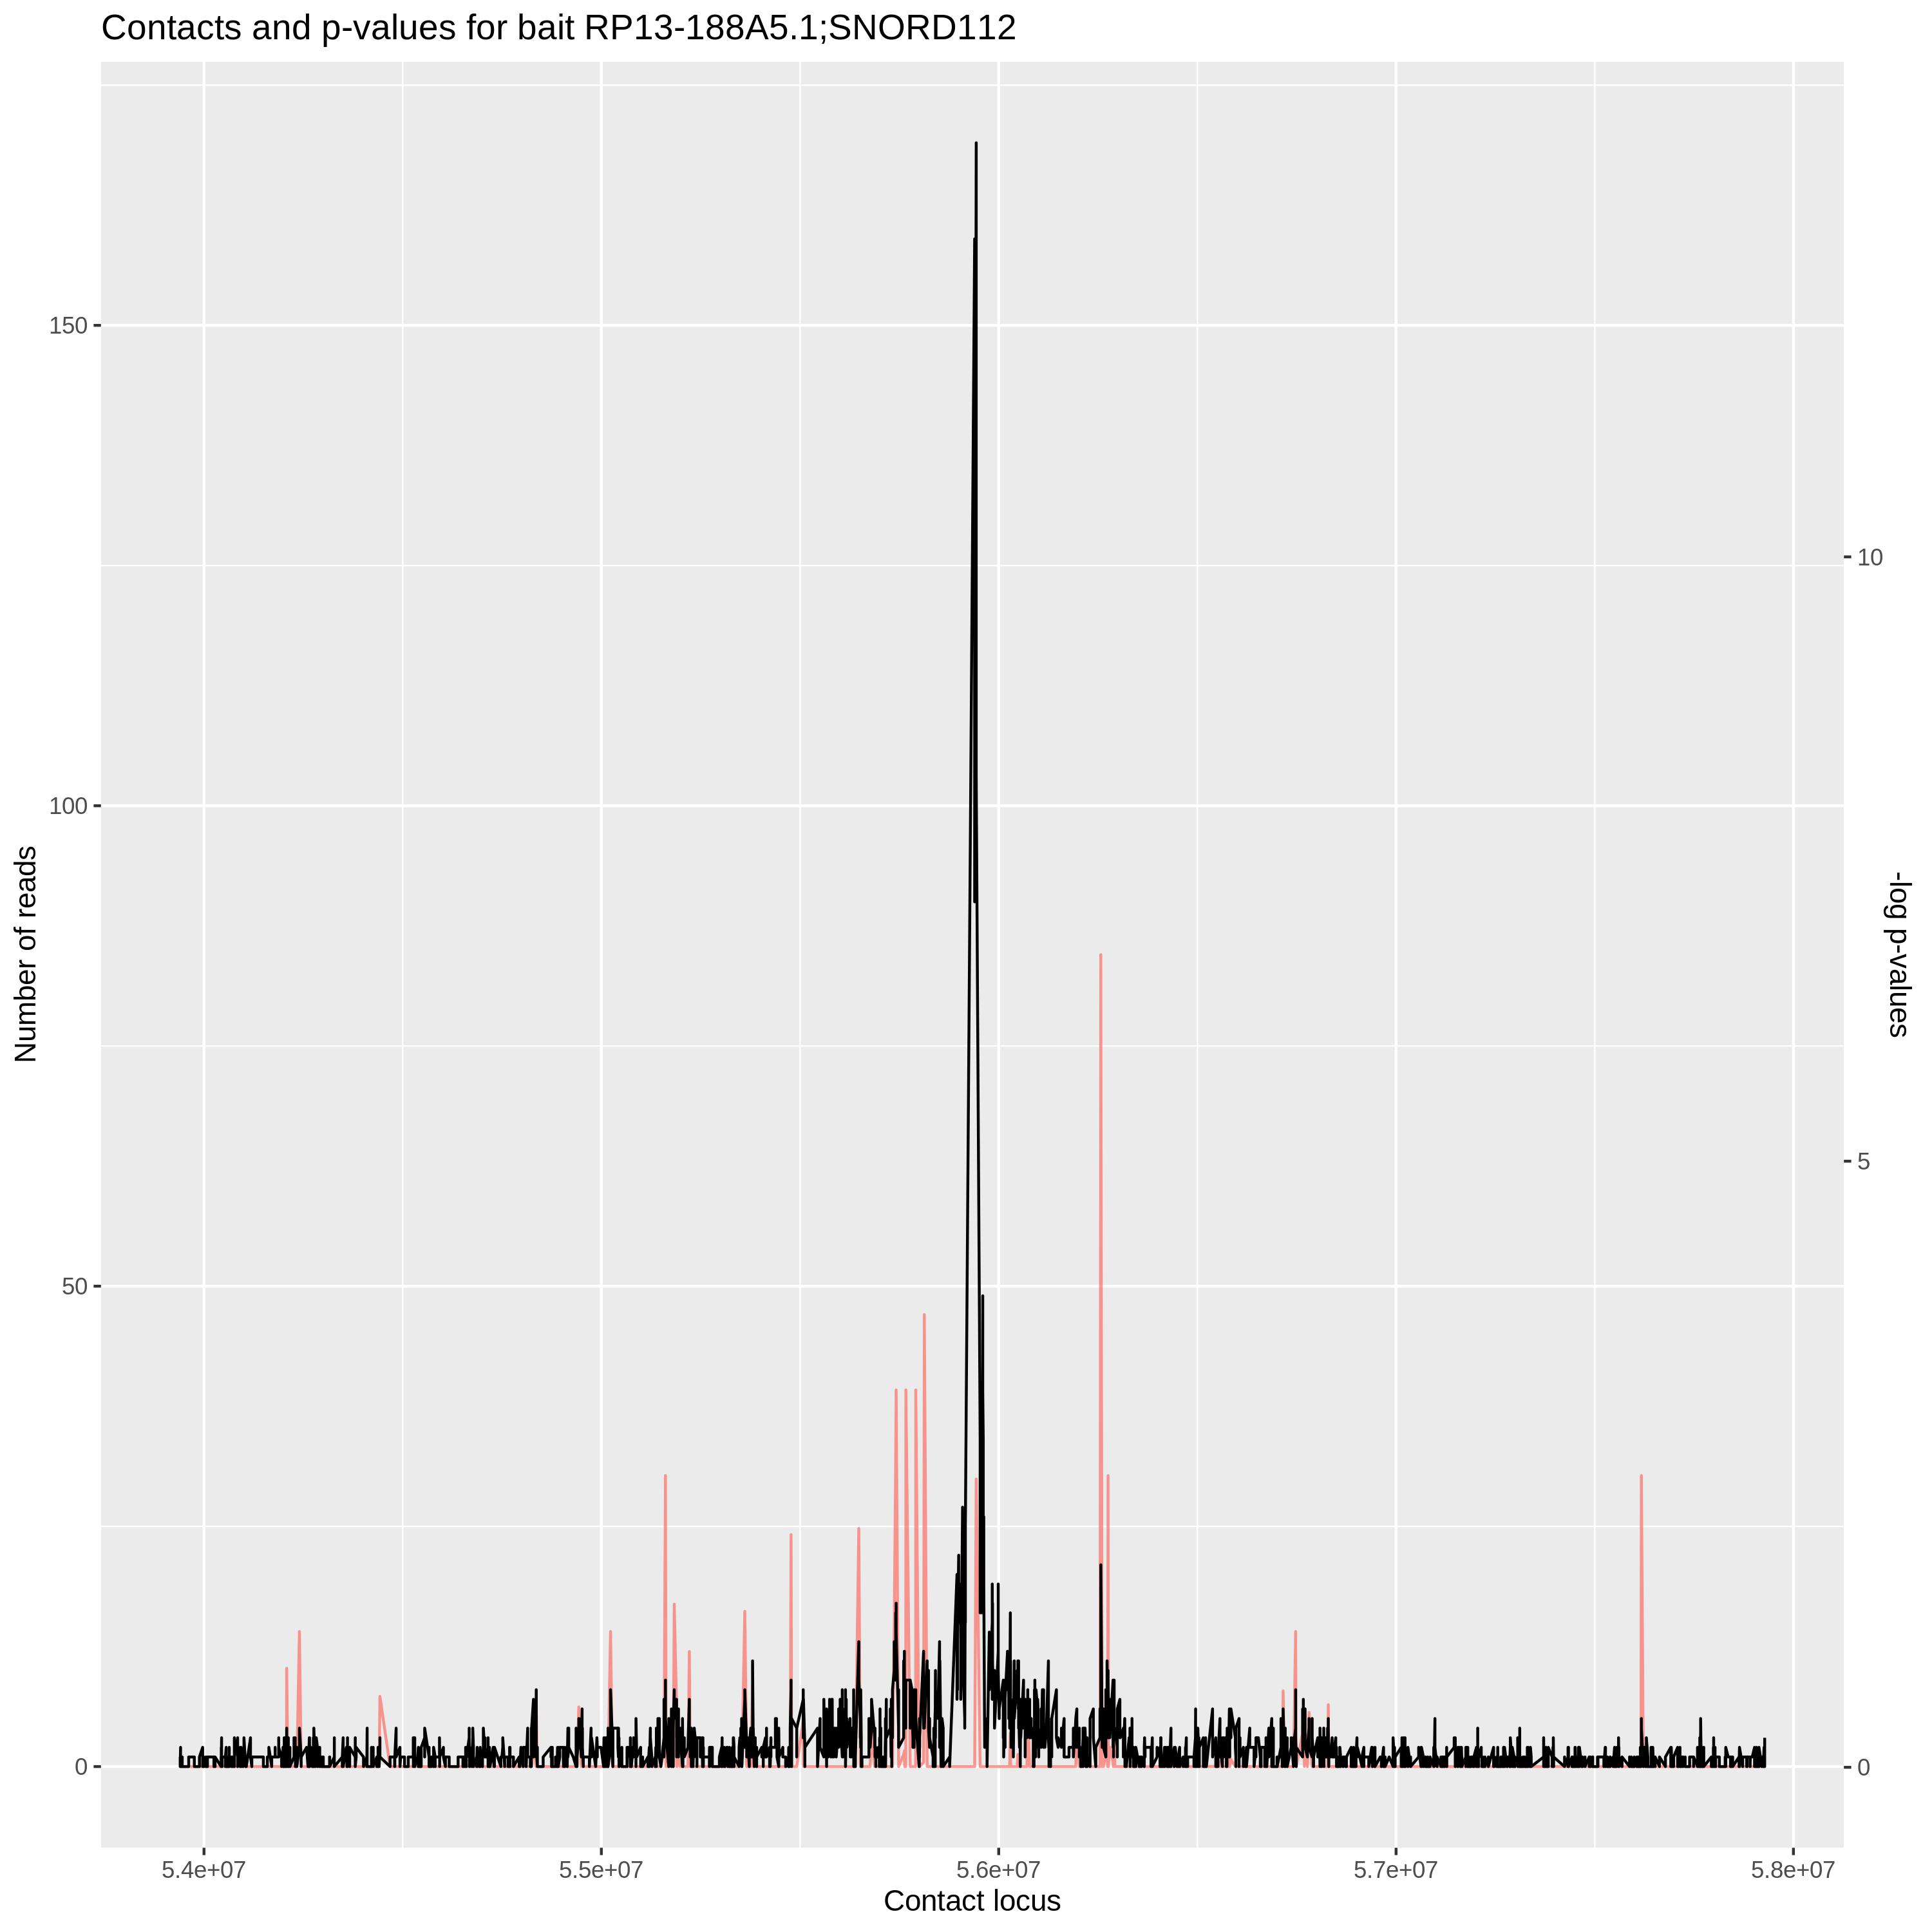 Contacts and p-values for bait RP13-188A5.1;SNORD112
150
100
50
0
Number of reads
10
5
0
-log p-values
5.4e+07
5.5e+07
5.6e+07
5.7e+07
5.8e+07
Contact locus